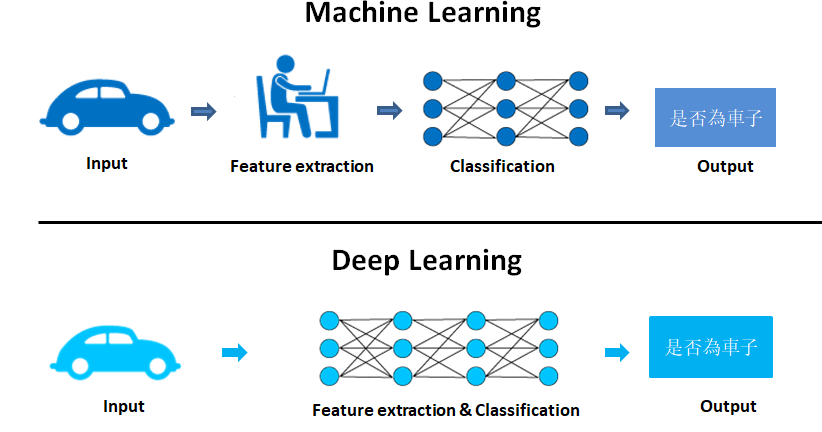 Machine Learning
是否為車子
Input
Feature extraction
Classification
Output
Deep Learning
是否為車子
Input
Feature extraction & Classification
Output